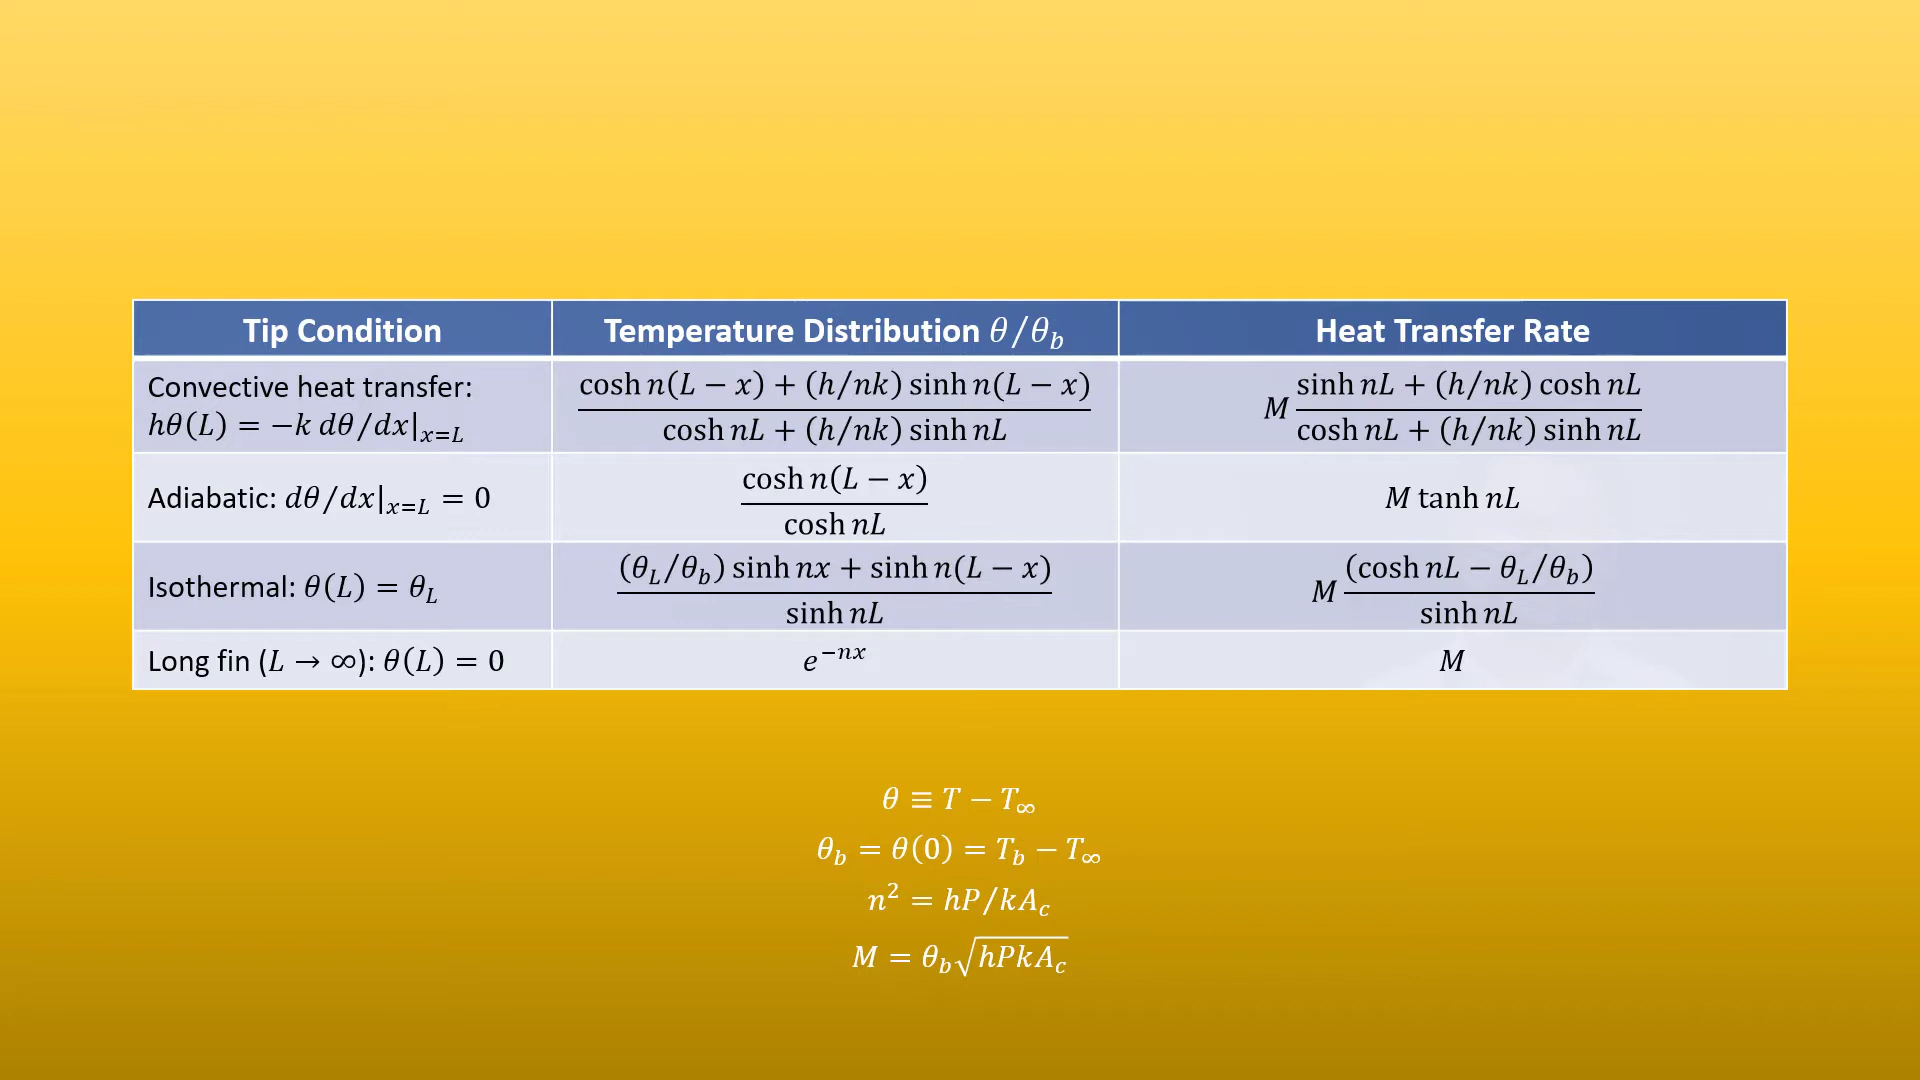 Tip Condition
Temperature Distribution θ/θ_b
Heat Transfer Rate
Convective heat transfer:
hθ(L) = −k dθ/dx|_{x=L}
cosh n(L − x) + (h/nk) sinh n(L − x)
cosh nL + (h/nk) sinh nL
M (sinh nL + (h/nk) cosh nL)/(cosh nL + (h/nk) sinh nL)
Adiabatic: dθ/dx|_{x=L} = 0
cosh n(L − x)
cosh nL
M tanh nL
Isothermal: θ(L) = θ_L
(θ_L/θ_b) sinh nx + sinh n(L − x)
sinh nL
M (cosh nL − θ_L/θ_b)/sinh nL
Long fin (L → ∞): θ(L) = 0
e^{−nx}
M
θ ≡ T − T_∞
θ_b = θ(0) = T_b − T_∞
n² = hP/kA_c
M = θ_b√(hPkA_c)